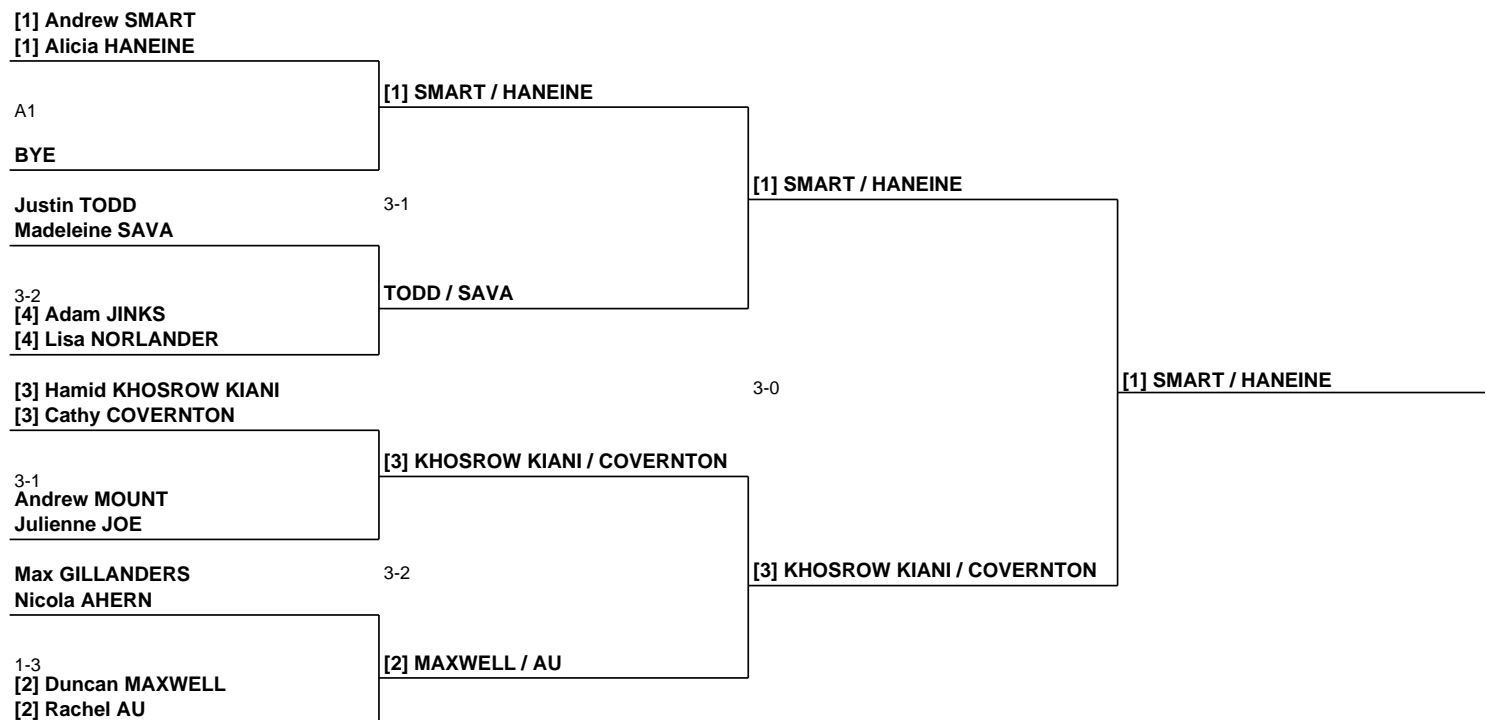 [1] Andrew SMART
[1] Alicia HANEINE
[1] SMART / HANEINE
A1
BYE
[1] SMART / HANEINE
Justin TODD
3-1
Madeleine SAVA
3-2
TODD / SAVA
[4] Adam JINKS
[4] Lisa NORLANDER
[3] Hamid KHOSROW KIANI
3-0
[1] SMART / HANEINE
[3] Cathy COVERNTON
[3] KHOSROW KIANI / COVERNTON
3-1
Andrew MOUNT
Julienne JOE
Max GILLANDERS
3-2
[3] KHOSROW KIANI / COVERNTON
Nicola AHERN
1-3
[2] MAXWELL / AU
[2] Duncan MAXWELL
[2] Rachel AU